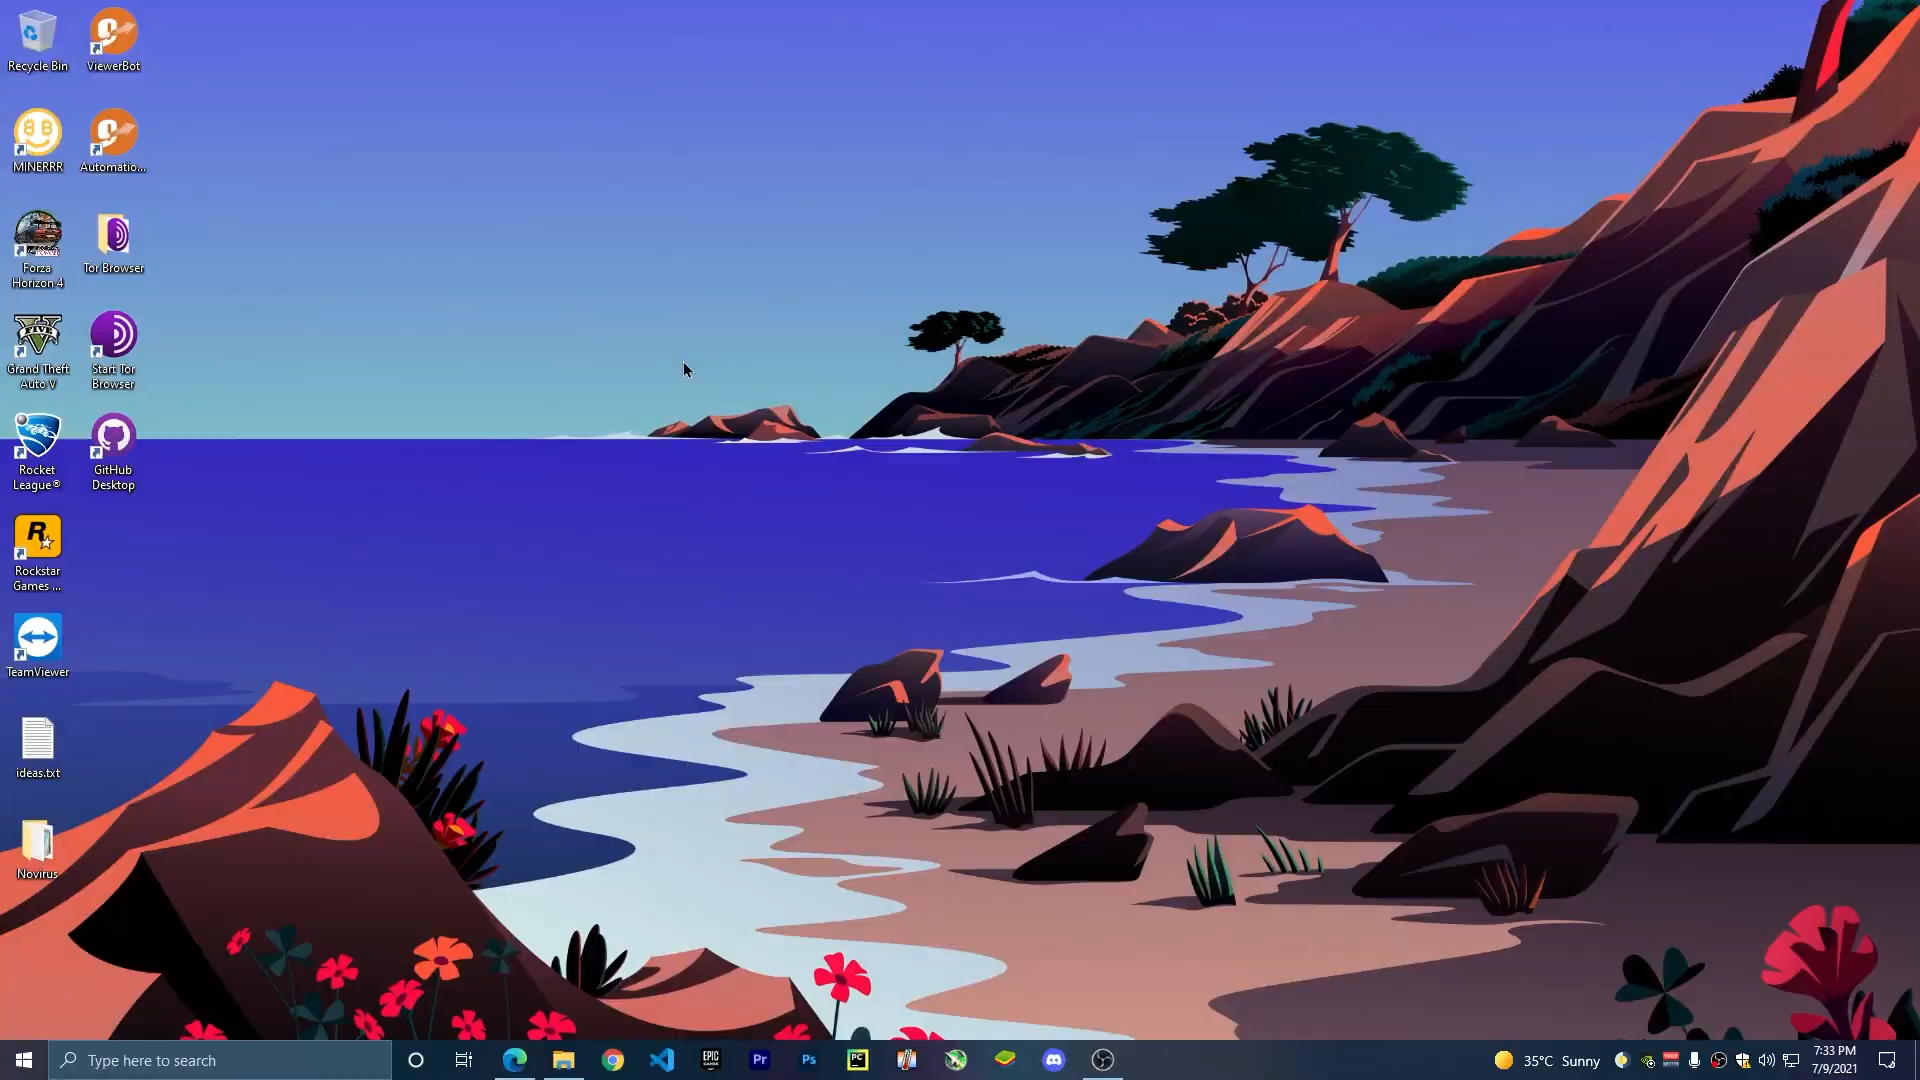 Recycle Bin
ViewerBot
MINERRR
Automatio...
Forza
Horizon 4
Tor Browser
FIVE
Grand Theft
Auto V
Start Tor
Browser
Rocket
League®
GitHub
Desktop
R
Rockstar
Games ...
TeamViewer
ideas.txt
Novirus
Type here to search
EPIC
GAMES
Pr
Ps
PC
35°C Sunny
7:33 PM
7/9/2021